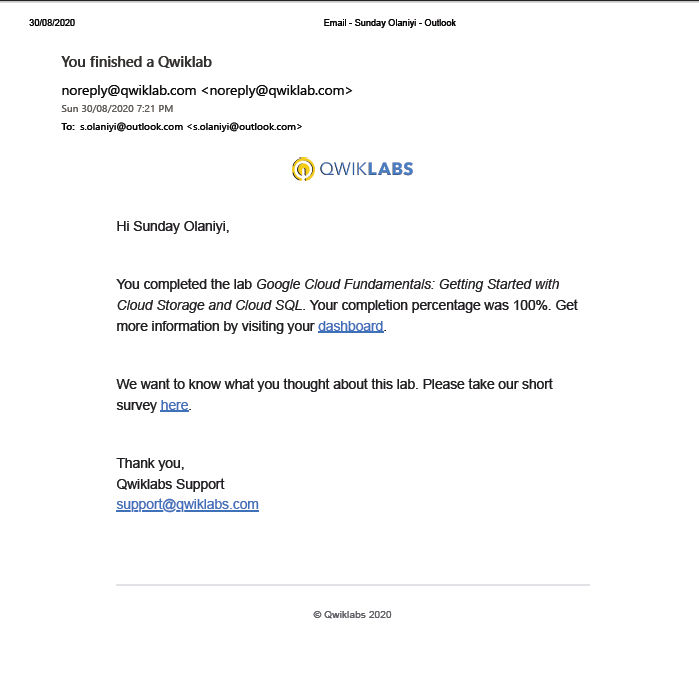 30/08/2020 Email - Sunday Olaniyi - Outlook
You finished a Qwiklab
noreply@qwiklab.com <noreply@qwiklab.com>
Sun 30/08/2020 7:21 PM
To: s.olaniyi@outlook.com <s.olaniyi@outlook.com>
QWIKLABS
Hi Sunday Olaniyi,
You completed the lab Google Cloud Fundamentals: Getting Started with
Cloud Storage and Cloud SQL. Your completion percentage was 100%. Get
more information by visiting your dashboard.
We want to know what you thought about this lab. Please take our short
survey here.
Thank you,
Qwiklabs Support
support@qwiklabs.com
© Qwiklabs 2020